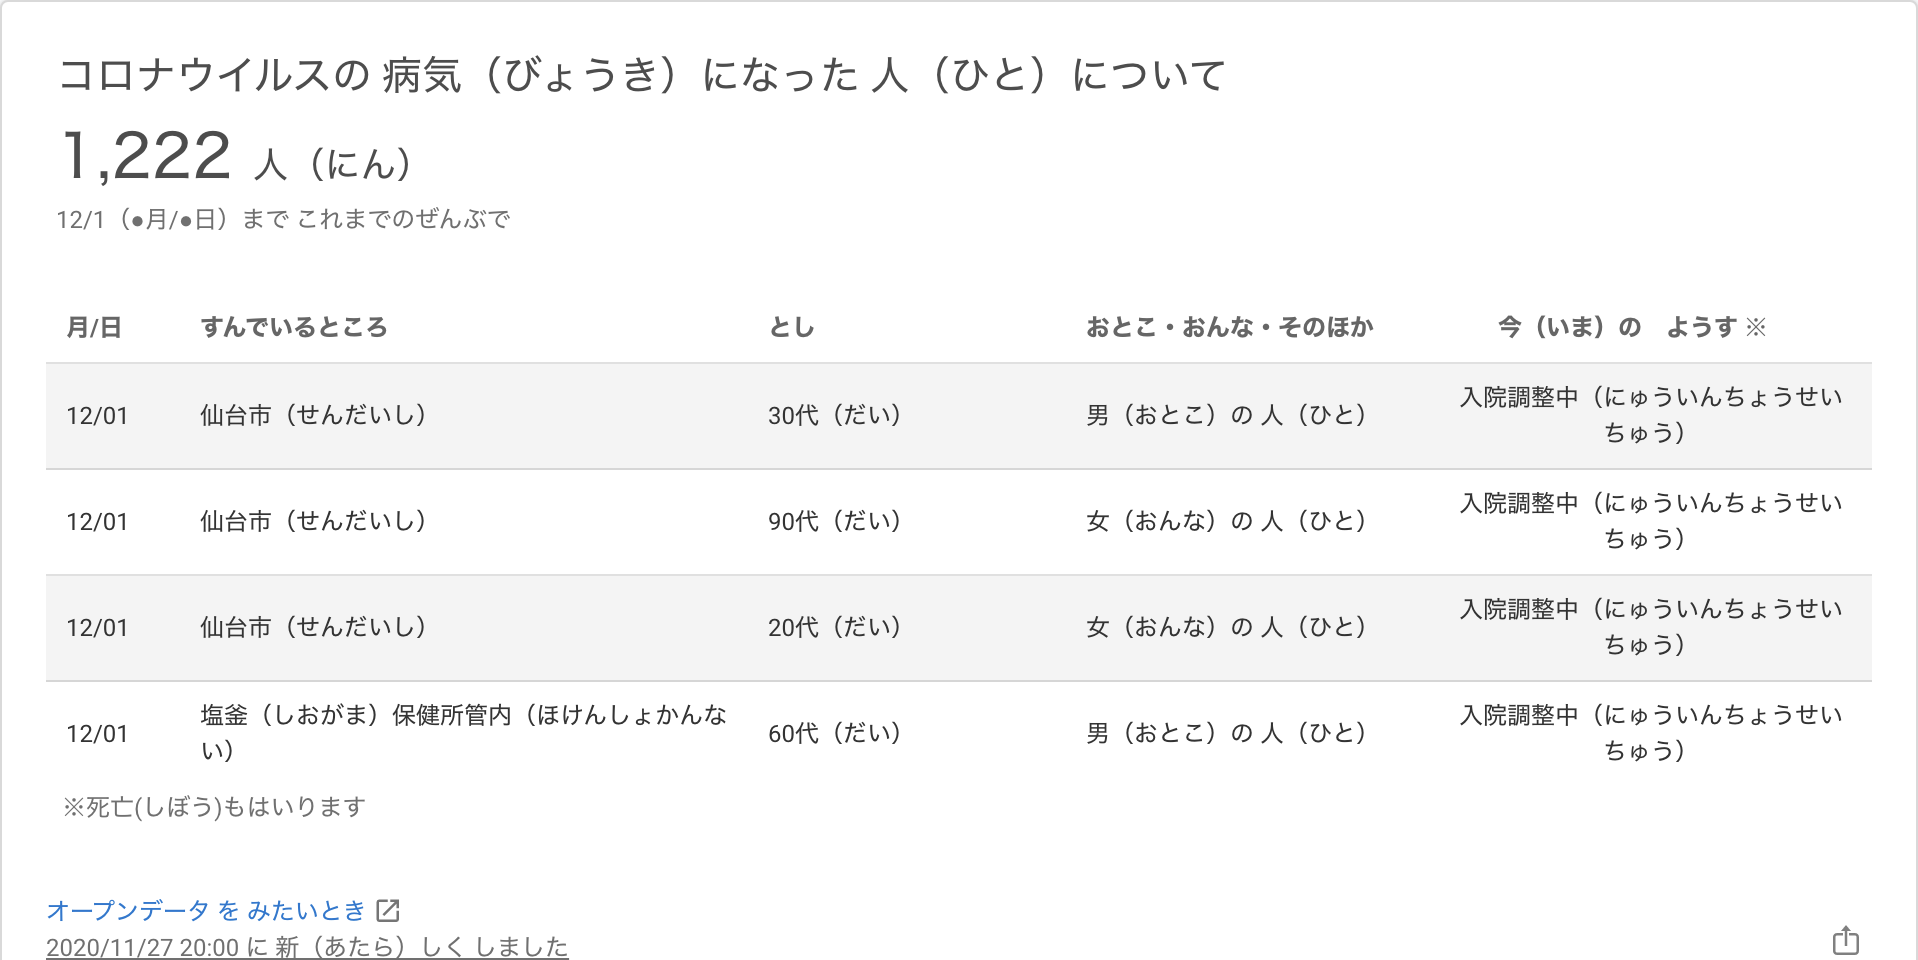 コロナウイルスの 病気（びょうき）になった 人（ひと）について
1,222 人（にん）
12/1（●月/●日）まで これまでのぜんぶで
月/日 すんでいるところ とし おとこ・おんな・そのほか 今（いま）の　ようす ※
12/01 仙台市（せんだいし） 30代（だい） 男（おとこ）の 人（ひと） 入院調整中（にゅういんちょうせい
ちゅう）
12/01 仙台市（せんだいし） 90代（だい） 女（おんな）の 人（ひと） 入院調整中（にゅういんちょうせい
ちゅう）
12/01 仙台市（せんだいし） 20代（だい） 女（おんな）の 人（ひと） 入院調整中（にゅういんちょうせい
ちゅう）
12/01 塩釜（しおがま）保健所管内（ほけんしょかんな
い） 60代（だい） 男（おとこ）の 人（ひと） 入院調整中（にゅういんちょうせい
ちゅう）
※死亡(しぼう)もはいります
オープンデータ を みたいとき
2020/11/27 20:00 に 新（あたら）しく しました